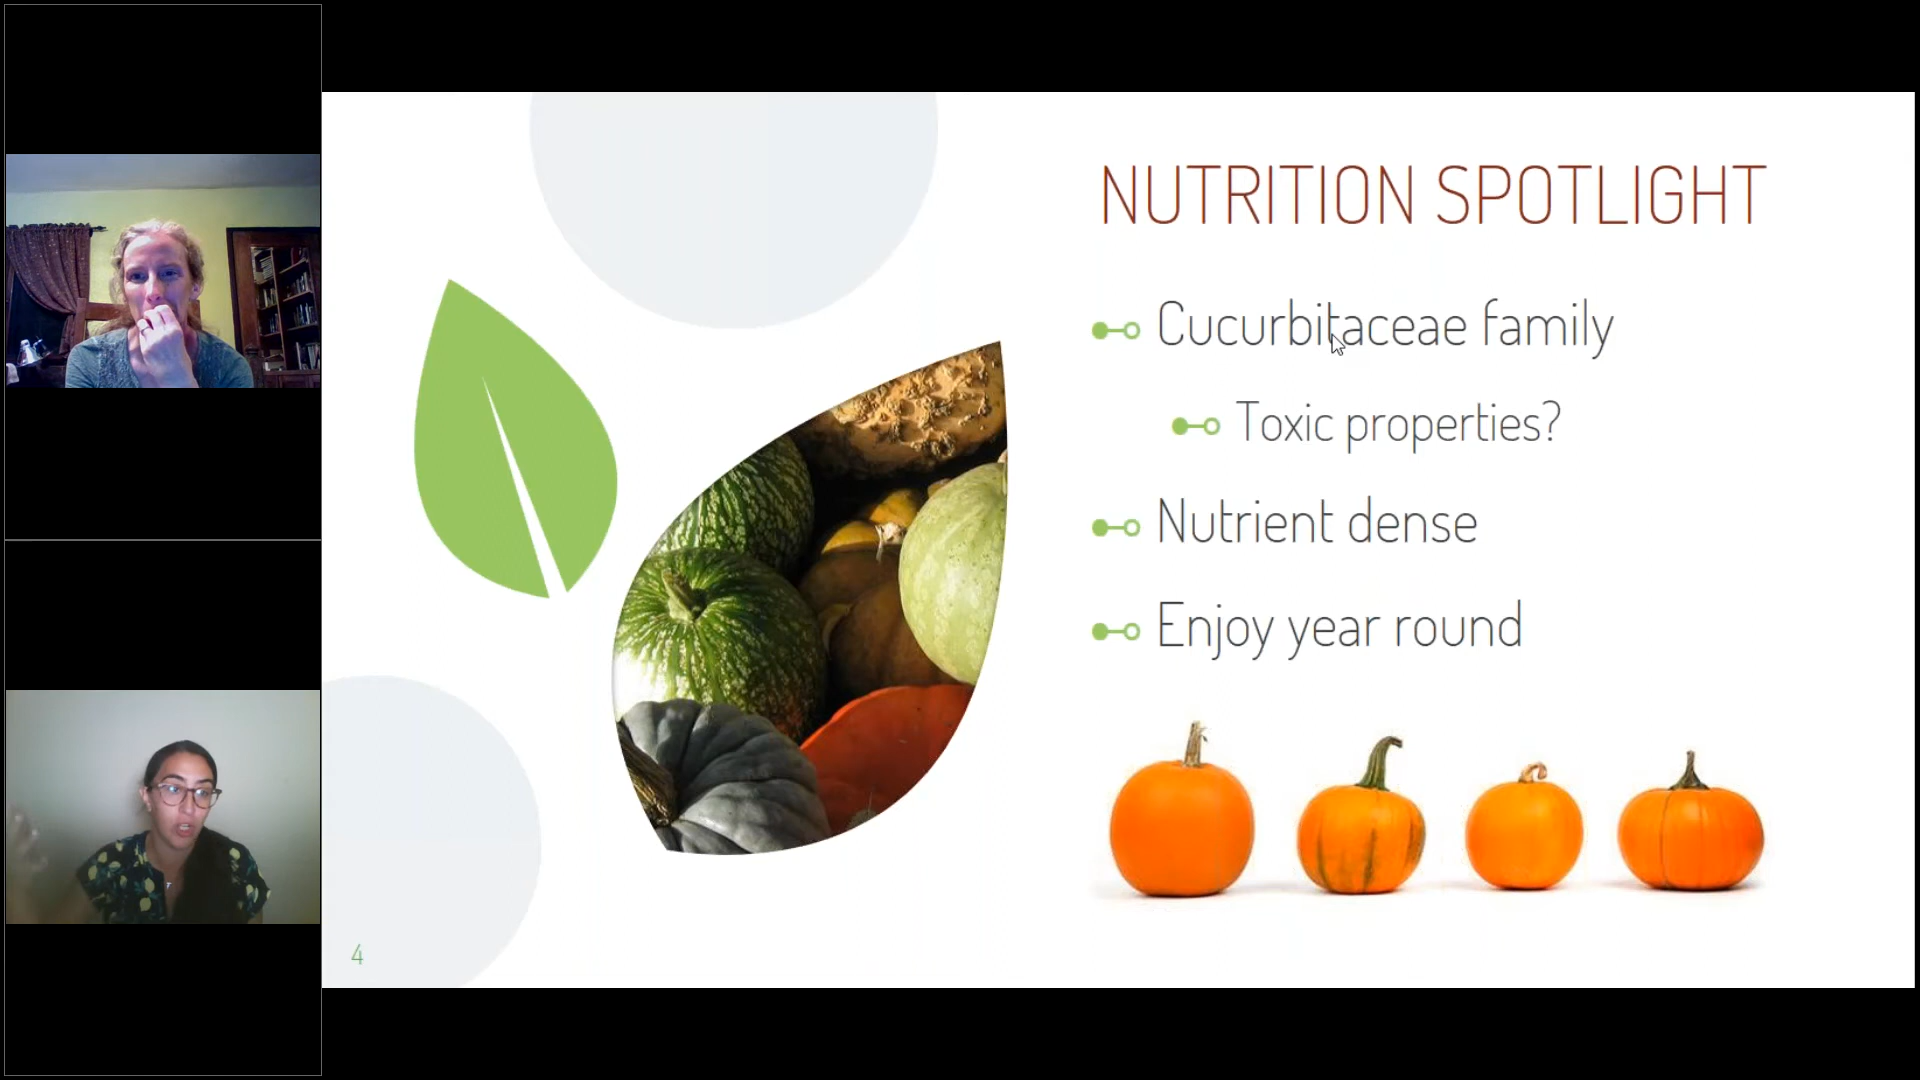 NUTRITION SPOTLIGHT
Cucurbitaceae family
Toxic properties?
Nutrient dense
Enjoy year round
4